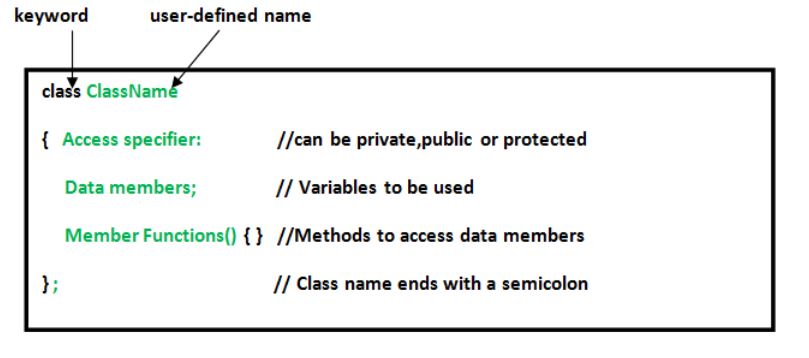 keyword user-defined name
class ClassName
{ Access specifier: //can be private,public or protected
Data members; // Variables to be used
Member Functions() { } //Methods to access data members
}; // Class name ends with a semicolon